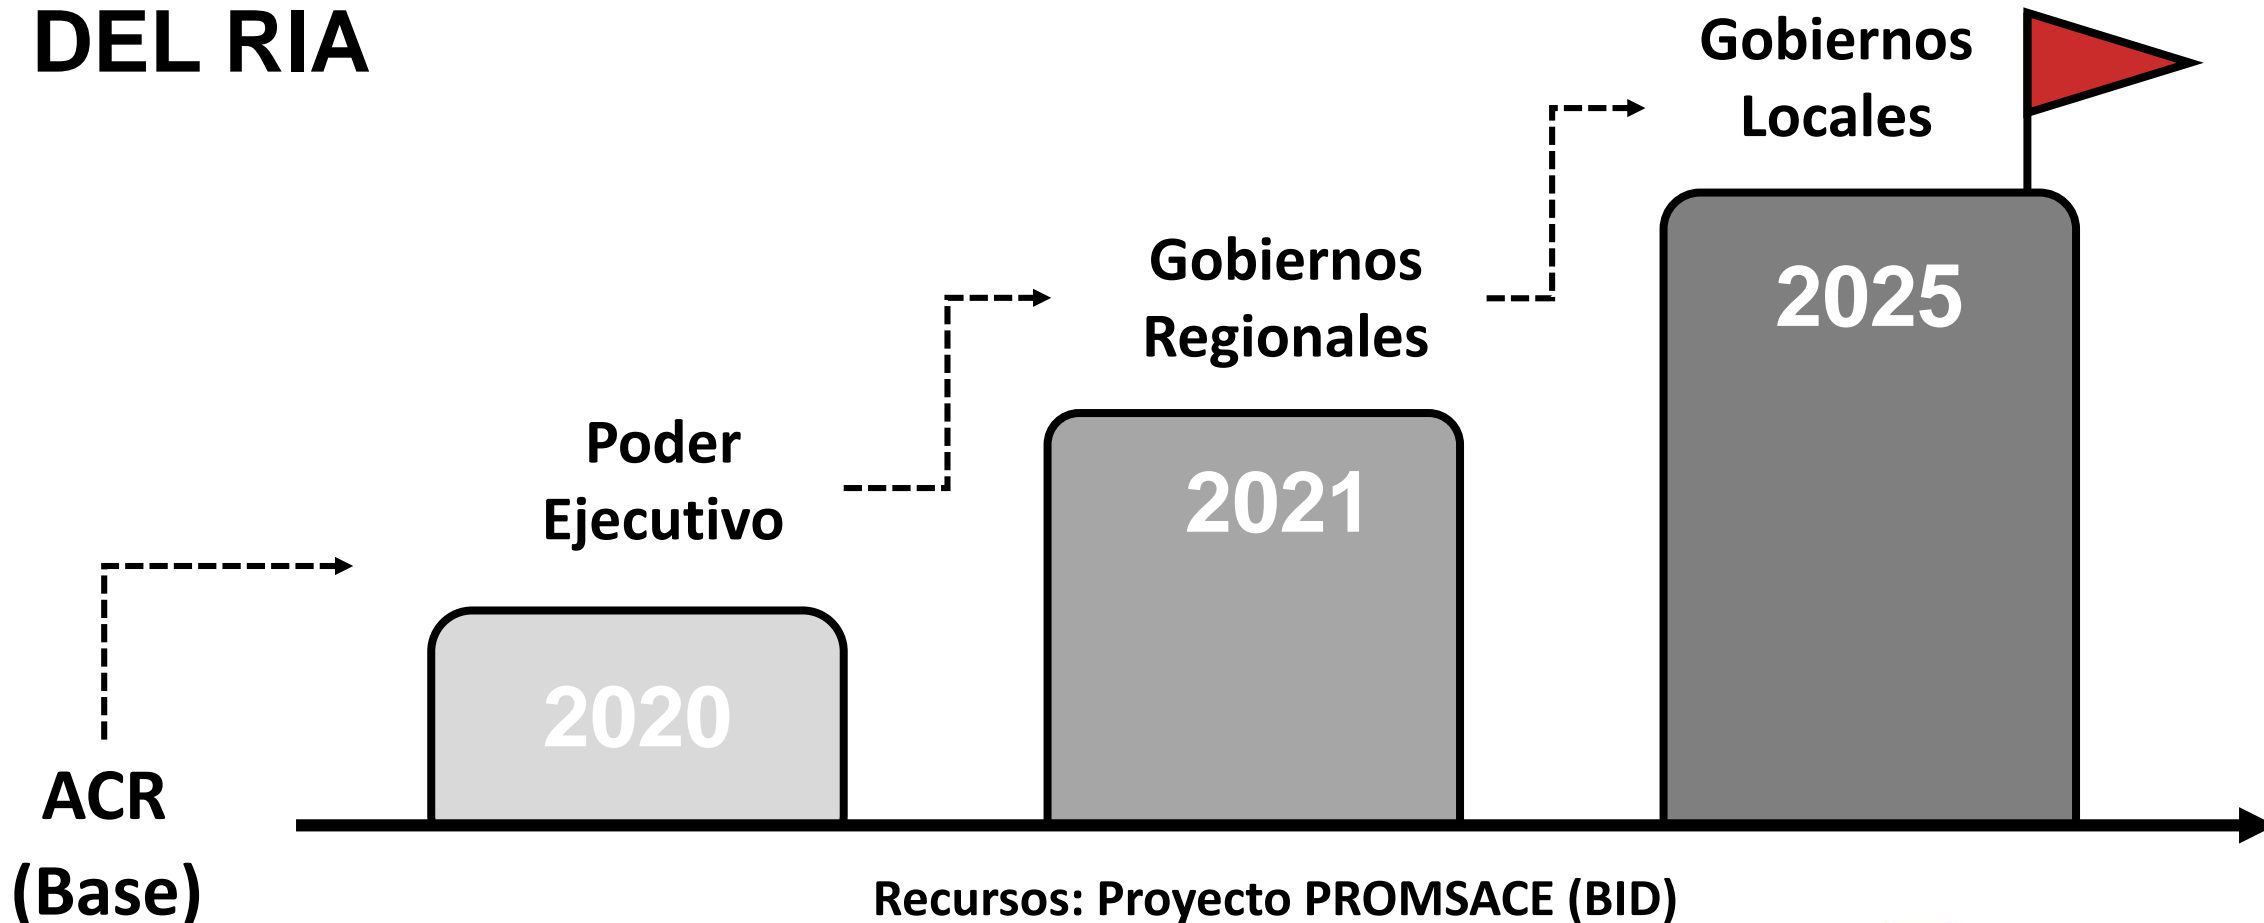 DEL RIA
Gobiernos
Locales
2025
Gobiernos
Regionales
2021
Poder
Ejecutivo
2020
ACR
(Base)
Recursos: Proyecto PROMSACE (BID)